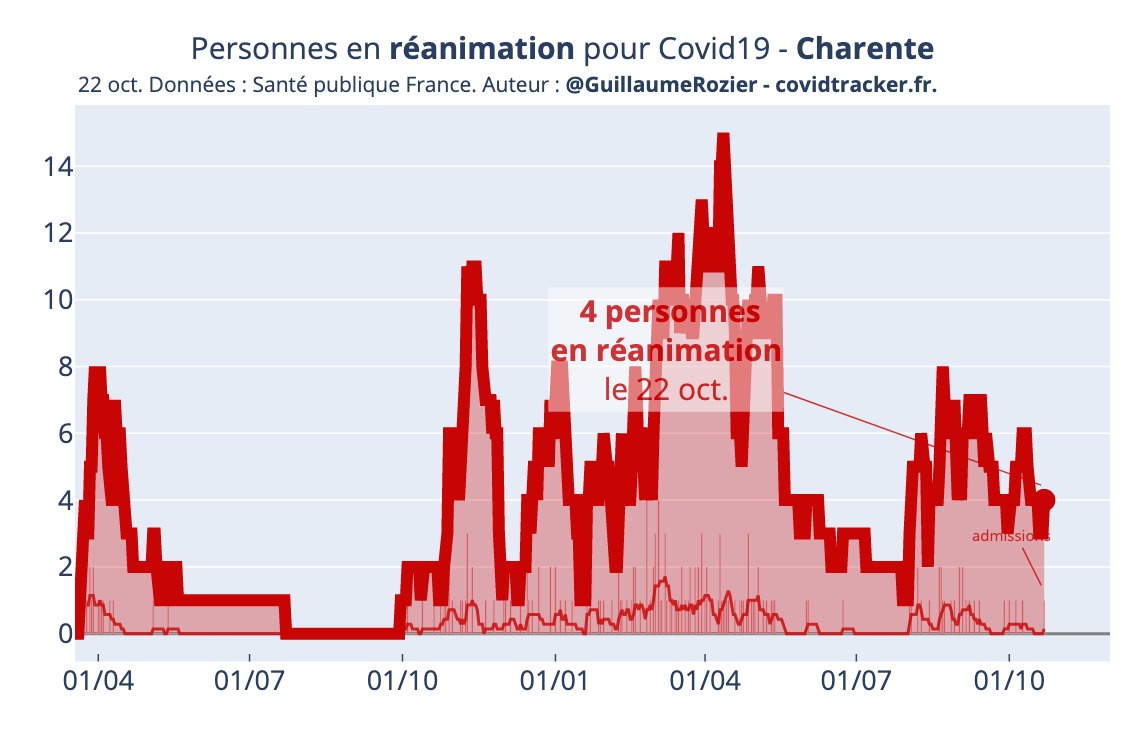 Personnes en réanimation pour Covid19 - Charente
22 oct. Données : Santé publique France. Auteur : @GuillaumeRozier - covidtracker.fr.
14
12
10
8
6
4
2
0
4 personnes
en réanimation
le 22 oct.
admissions
01/04 01/07 01/10 01/01 01/04 01/07 01/10